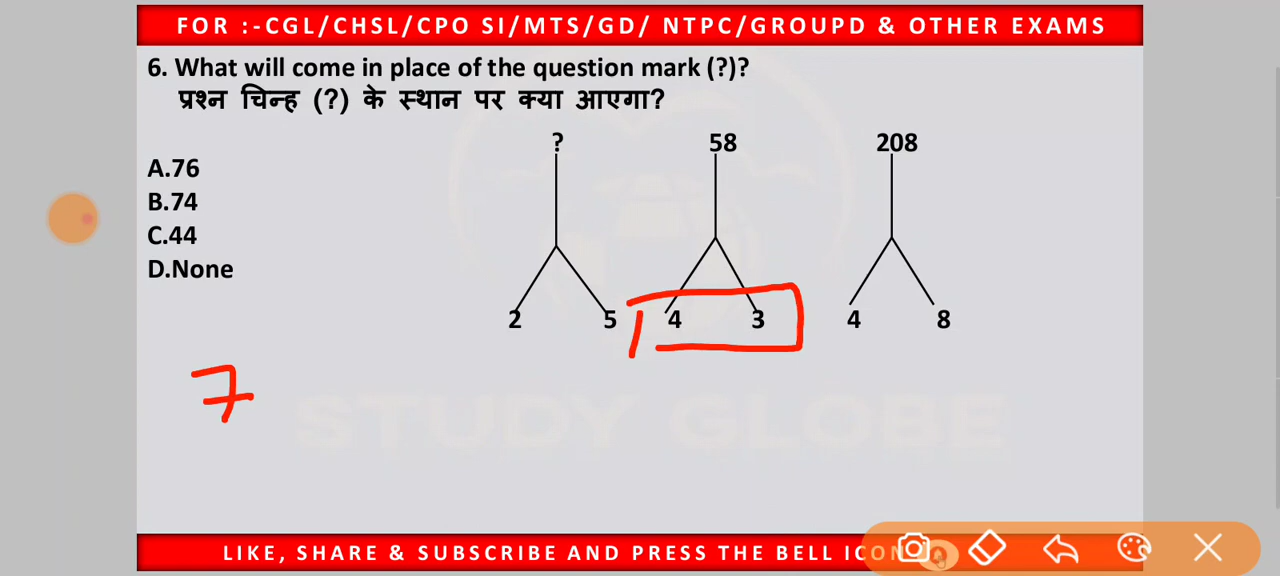 FOR :-CGL/CHSL/CPO SI/MTS/GD/ NTPC/GROUPD & OTHER EXAMS
6. What will come in place of the question mark (?)?
प्रश्न चिन्ह (?) के स्थान पर क्या आएगा?
? 58 208
A.76
B.74
C.44
D.None
2 5 4 3 4 8
7
STUDY GLOBE
LIKE, SHARE & SUBSCRIBE AND PRESS THE BELL ICON